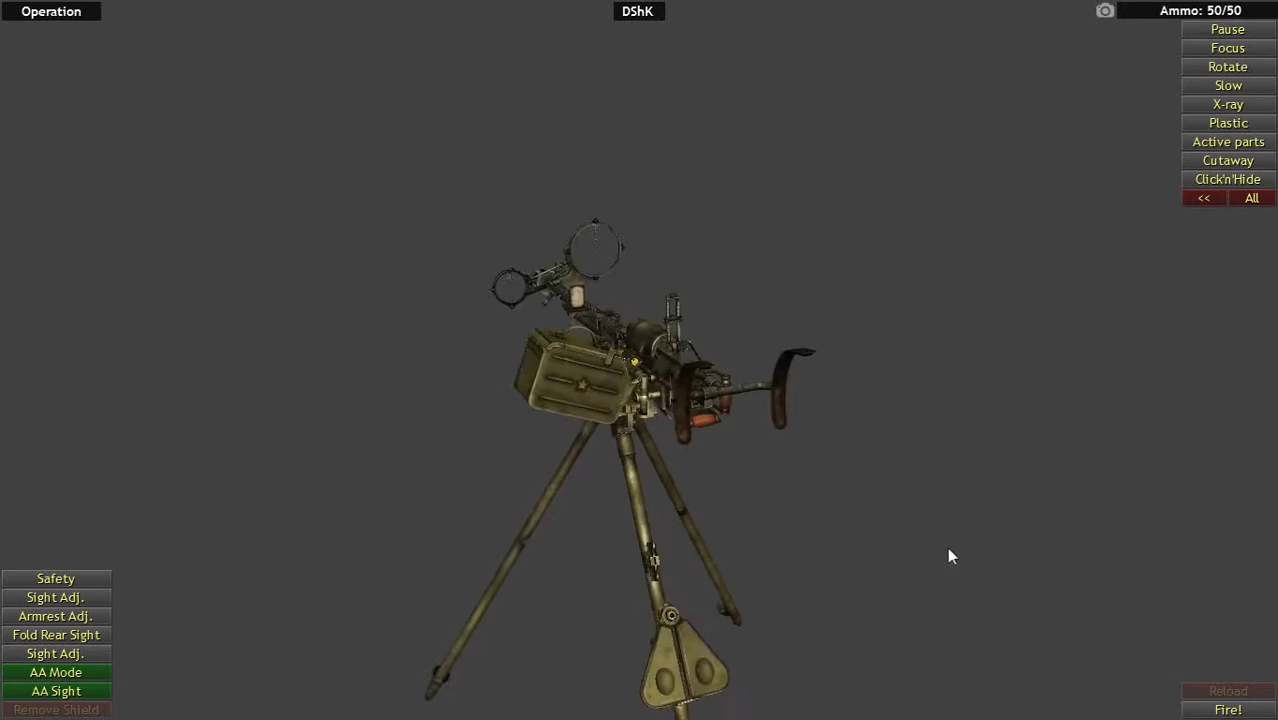 Operation
DShK
Ammo: 50/50
Pause
Focus
Rotate
Slow
X-ray
Plastic
Active parts
Cutaway
Click'n'Hide
<< All
Safety
Sight Adj.
Armrest Adj.
Fold Rear Sight
Sight Adj.
AA Mode
AA Sight
Remove Shield
Reload
Fire!